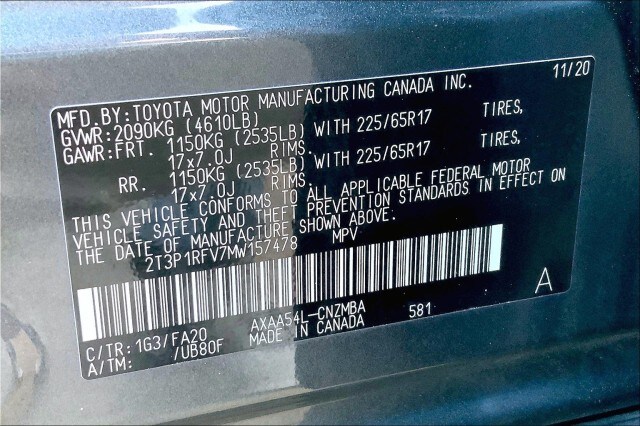 MFD.BY:TOYOTA MOTOR MANUFACTURING CANADA INC. 11/20
GVWR:2090KG (4610LB)
GAWR:FRT. 1150KG (2535LB) WITH 225/65R17 TIRES,
17x7.0J RIMS.
RR. 1150KG (2535LB) WITH 225/65R17 TIRES,
17x7.0J RIMS.
THIS VEHICLE CONFORMS TO ALL APPLICABLE FEDERAL MOTOR
VEHICLE SAFETY AND THEFT PREVENTION STANDARDS IN EFFECT ON
THE DATE OF MANUFACTURE SHOWN ABOVE.
2T3P1RFV7MW157478 MPV
A
C/TR:1G3/FA20 AXAA54L-CNZMBA 581
A/TM: /UB80F MADE IN CANADA